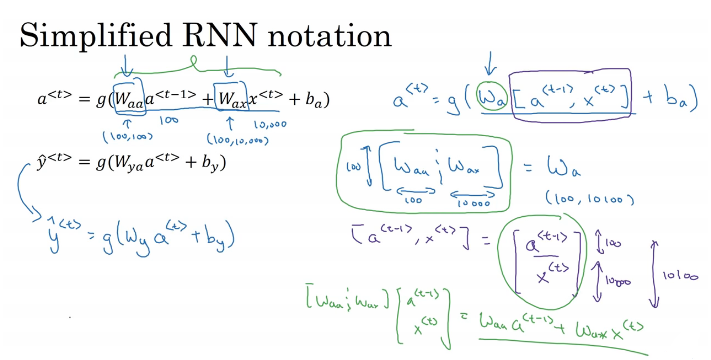 Simplified RNN notation
a<t> = g(Waa a<t−1> + Wax x<t> + ba)
(100,100) 100 (100,10,000) 10,000
ŷ<t> = g(Wya a<t> + by)
ŷ<t> = g(Wy a<t> + by)
a<t> = g(Wa [a<t-1>, x<t>] + ba)
100 [Waa ; Wax] = Wa
100 10000 (100, 10100)
[a<t-1>, x<t>] = [a<t-1> 100
x<t>] 10000 10100
[Waa ; Wax] [a<t-1>
x<t>] = Waa a<t-1> + Wax x<t>